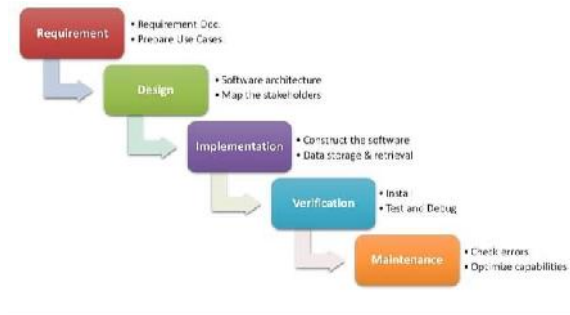 Requirement
• Requirement Doc.
• Prepare Use Cases
Design
• Software architecture
• Map the stakeholders
Implementation
• Construct the software
• Data storage & retrieval
Verification
• Install
• Test and Debug
Maintenance
• Check errors
• Optimize capabilities